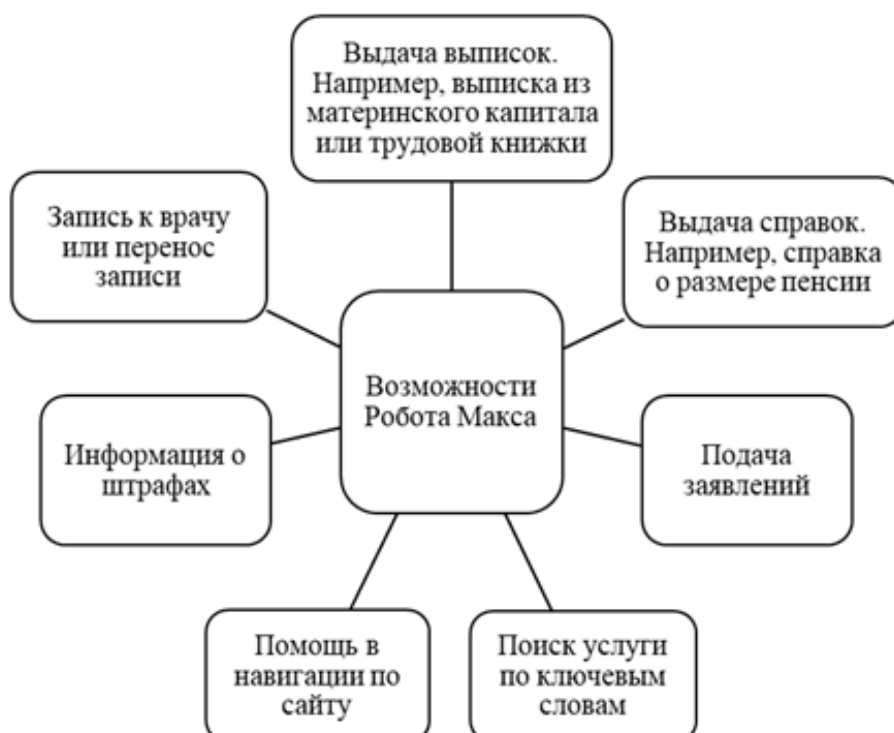 Выдача выписок.
Например, выписка из
материнского капитала
или трудовой книжки
Запись к врачу
или перенос
записи
Выдача справок.
Например, справка
о размере пенсии
Возможности
Робота Макса
Информация о
штрафах
Подача
заявлений
Помощь в
навигации по
сайту
Поиск услуги
по ключевым
словам